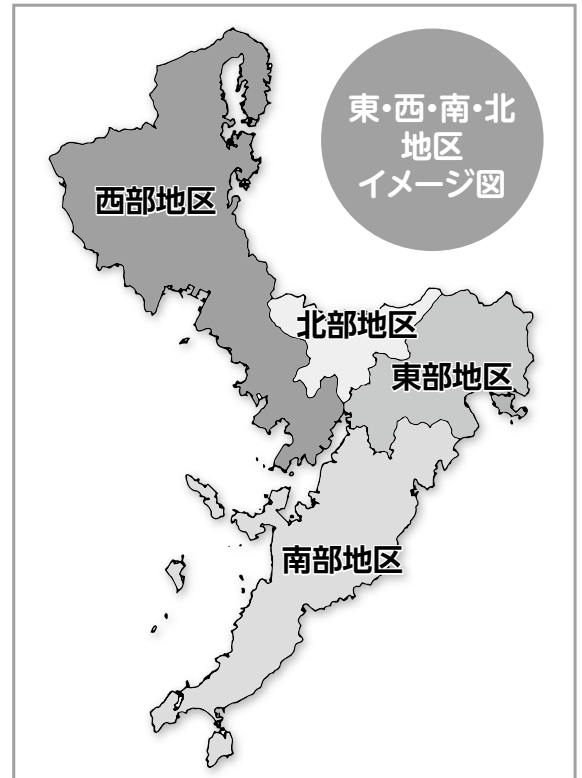 東・西・南・北
地区
イメージ図
西部地区
北部地区
東部地区
南部地区